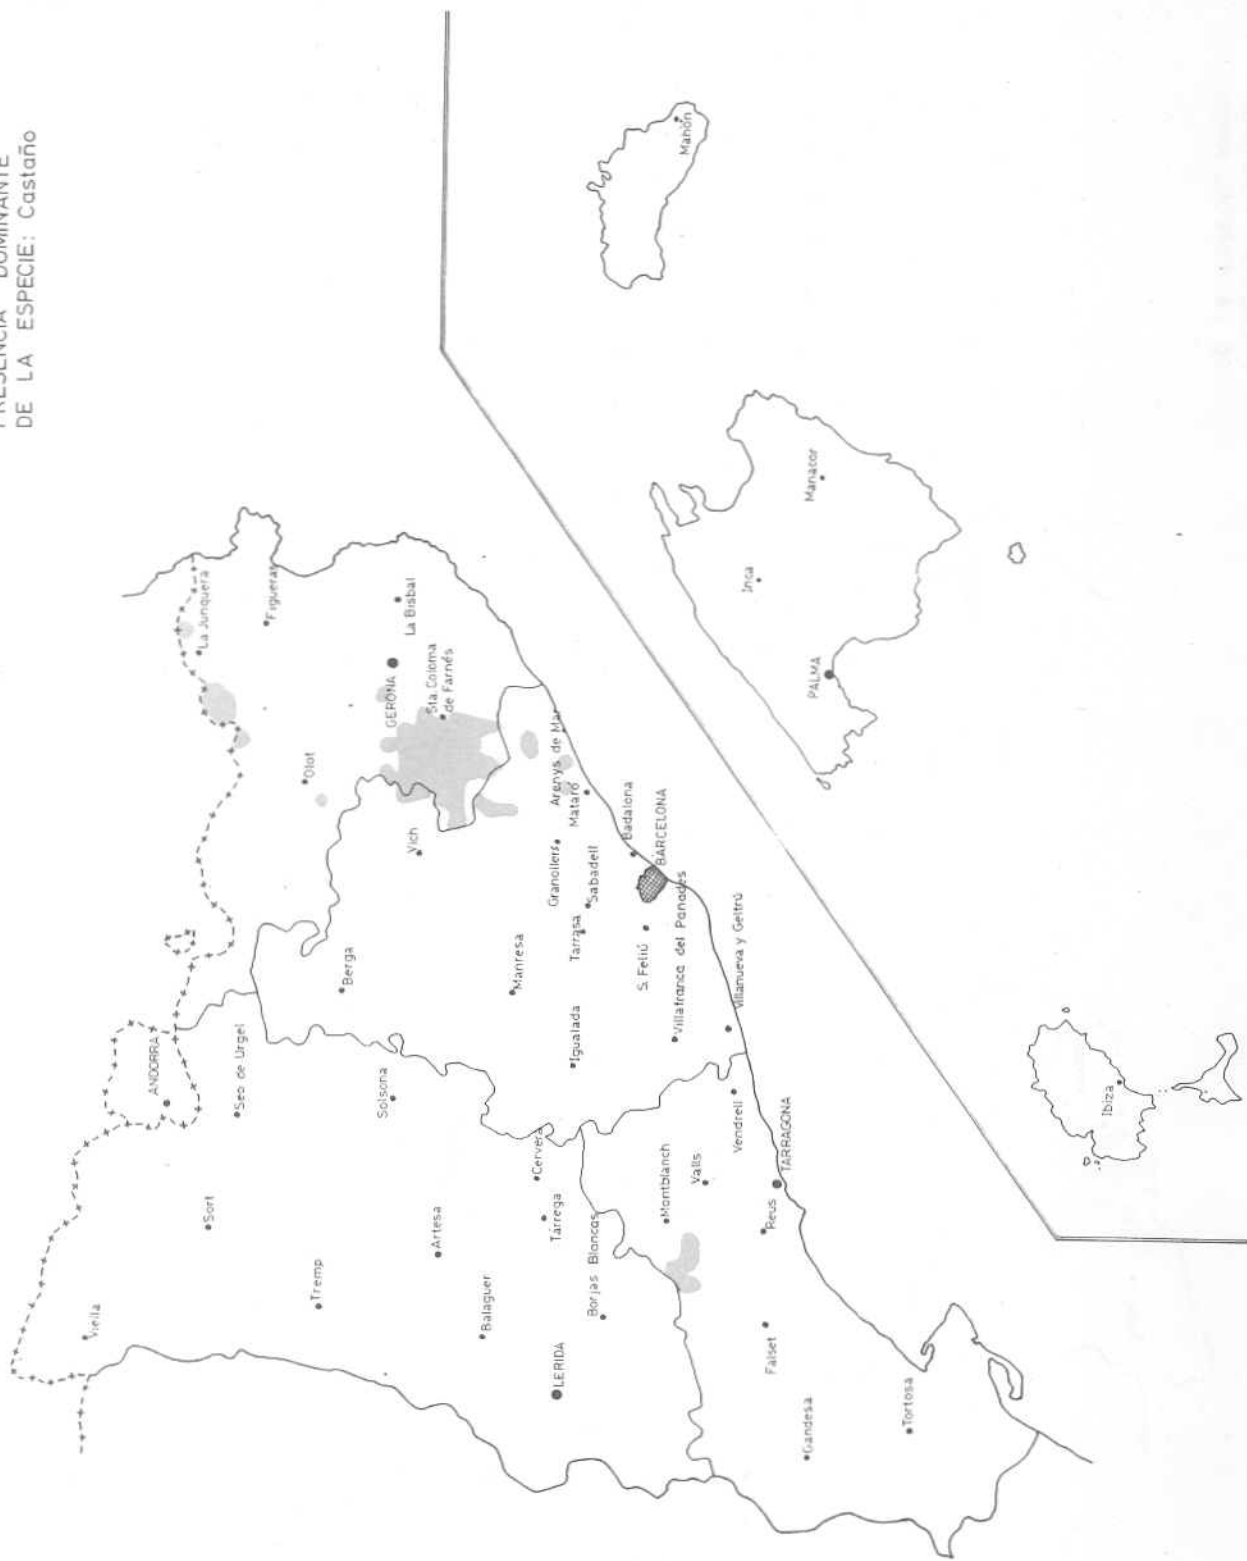 PRESENCIA DOMINANTE
DE LA ESPECIE: Castaño
Viella
Sort
ANDORRA
Seo de Urgel
La Junquera
Figueras
Tremp
Olot
Berga
GERONA
La Bisbal
Solsona
Vich
Sta. Coloma
de Farnés
Artesa
Balaguer
Manresa
Cervera
Tárrega
LERIDA
Granollers
Arenys de Mar
Igualada
Tarrasa
Mataró
Sabadell
Borjas Blancas
Badalona
S. Feliú
BARCELONA
Montblanch
Villafranca del Panades
Valls
Villanueva y Geltrú
Vendrell
Reus
TARRAGONA
Falset
Gandesa
Tortosa
Mahón
Inca
Manacor
PALMA
Ibiza